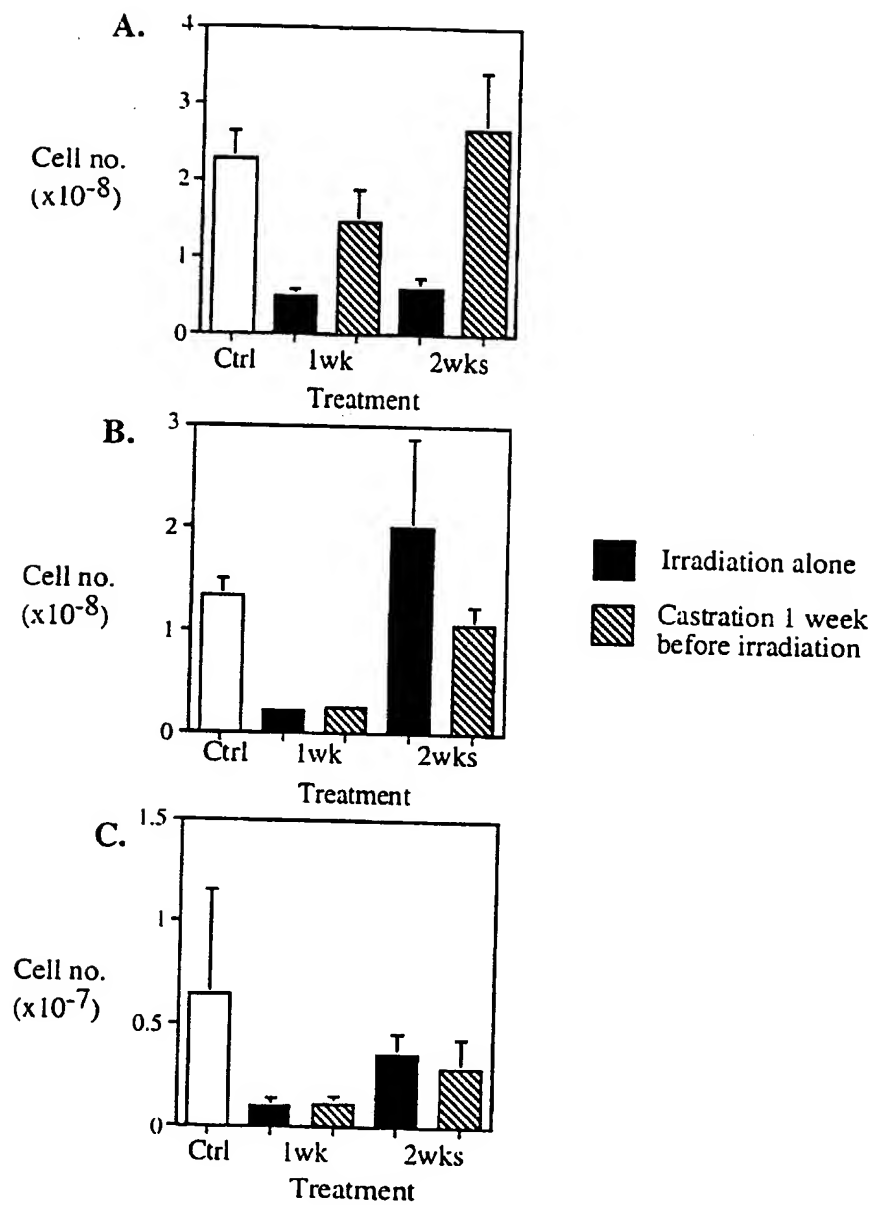 A.
4
3
2
1
0
Cell no.
(x10-8)
Ctrl 1wk 2wks
Treatment
B.
3
2
1
0
Cell no.
(x10-8)
Ctrl 1wk 2wks
Treatment
Irradiation alone
Castration 1 week
before irradiation
C.
1.5
1
0.5
0
Cell no.
(x10-7)
Ctrl 1wk 2wks
Treatment